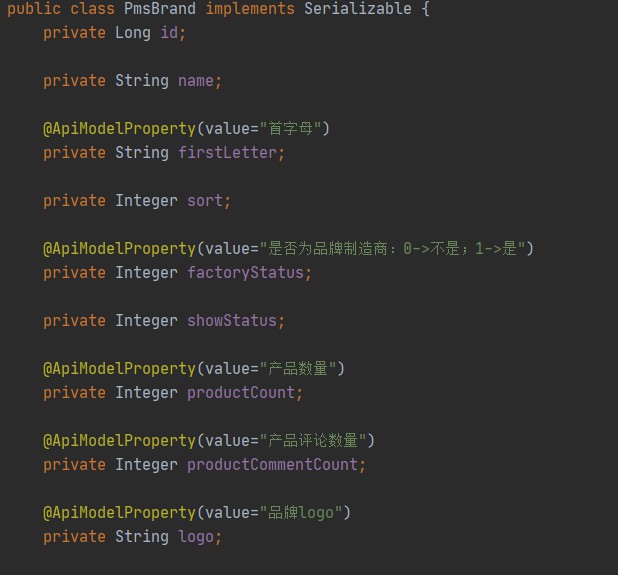 public class PmsBrand implements Serializable {
private Long id;
private String name;
@ApiModelProperty(value="首字母")
private String firstLetter;
private Integer sort;
@ApiModelProperty(value="是否为品牌制造商：0->不是；1->是")
private Integer factoryStatus;
private Integer showStatus;
@ApiModelProperty(value="产品数量")
private Integer productCount;
@ApiModelProperty(value="产品评论数量")
private Integer productCommentCount;
@ApiModelProperty(value="品牌logo")
private String logo;